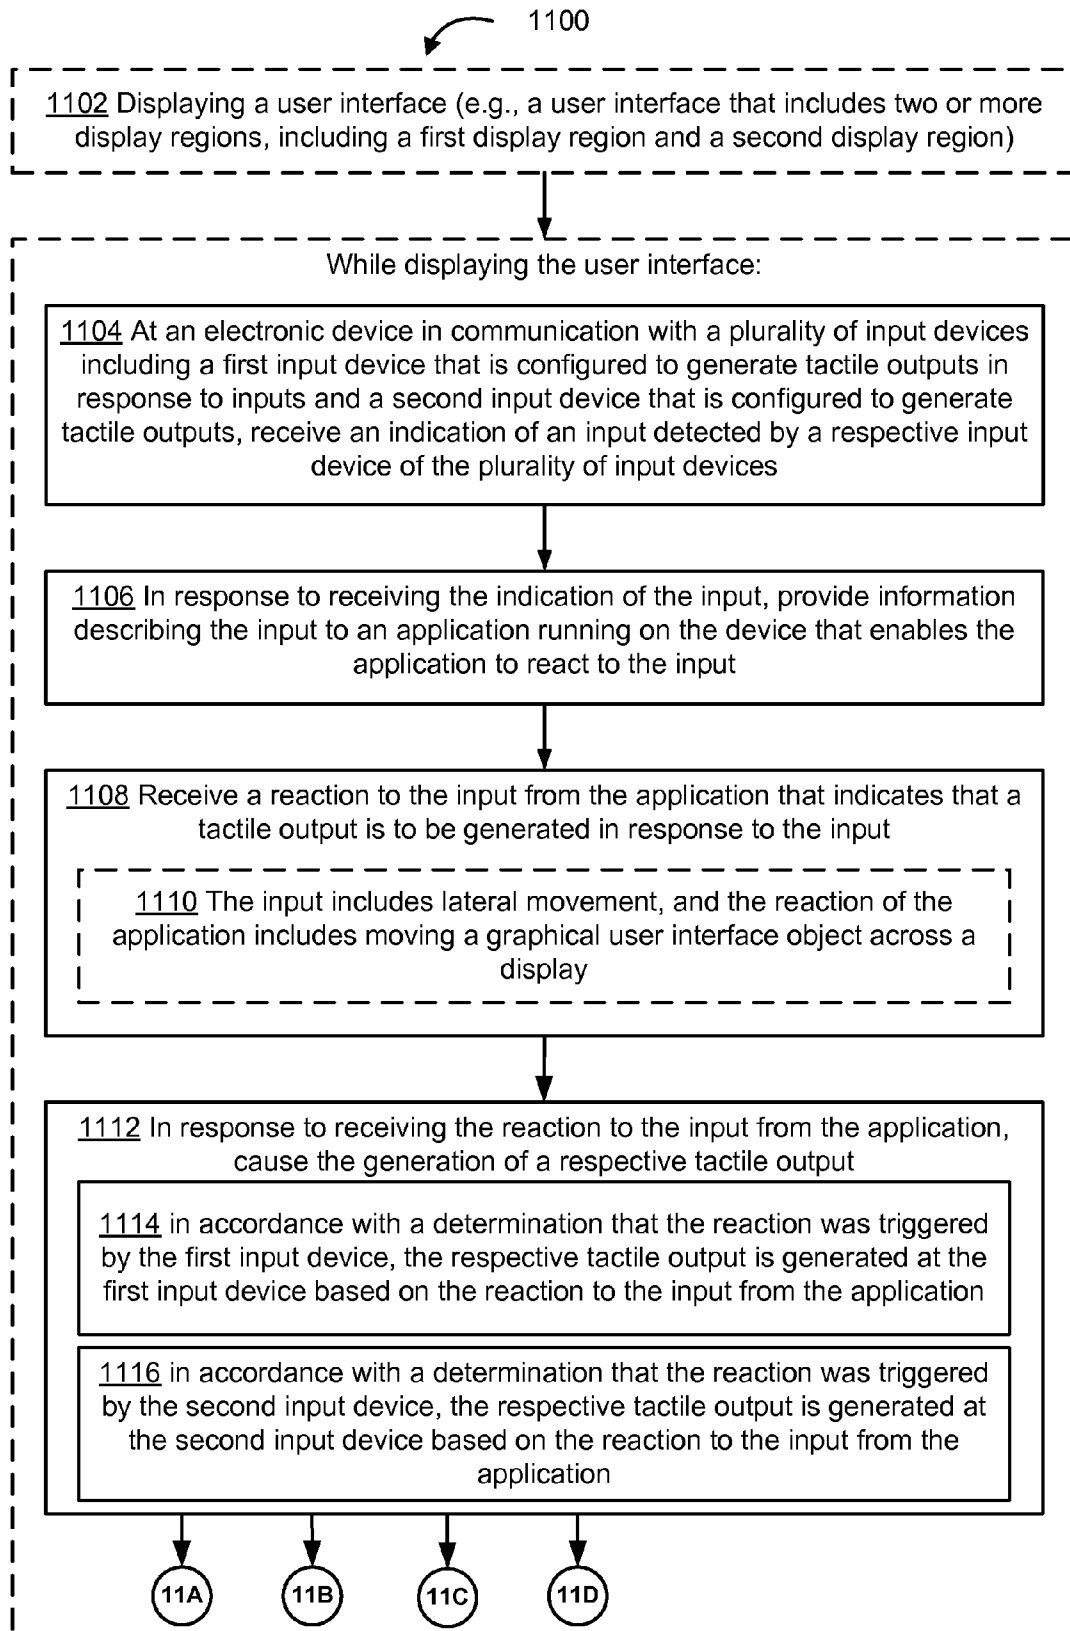 1100
1102 Displaying a user interface (e.g., a user interface that includes two or more
display regions, including a first display region and a second display region)
While displaying the user interface:
1104 At an electronic device in communication with a plurality of input devices
including a first input device that is configured to generate tactile outputs in
response to inputs and a second input device that is configured to generate
tactile outputs, receive an indication of an input detected by a respective input
device of the plurality of input devices
1106 In response to receiving the indication of the input, provide information
describing the input to an application running on the device that enables the
application to react to the input
1108 Receive a reaction to the input from the application that indicates that a
tactile output is to be generated in response to the input
1110 The input includes lateral movement, and the reaction of the
application includes moving a graphical user interface object across a
display
1112 In response to receiving the reaction to the input from the application,
cause the generation of a respective tactile output
1114 in accordance with a determination that the reaction was triggered
by the first input device, the respective tactile output is generated at the
first input device based on the reaction to the input from the application
1116 in accordance with a determination that the reaction was triggered
by the second input device, the respective tactile output is generated at
the second input device based on the reaction to the input from the
application
11A
11B
11C
11D